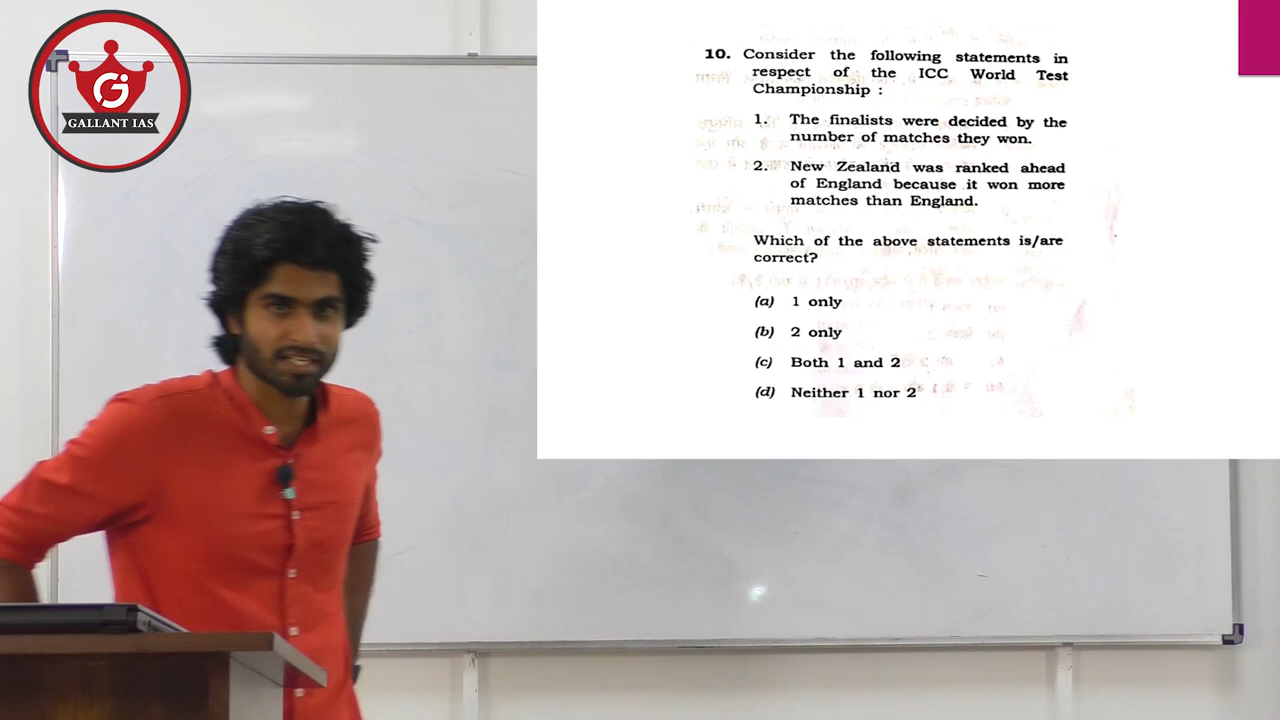 GALLANT IAS
10. Consider the following statements in
respect of the ICC World Test
Championship :
1. The finalists were decided by the
number of matches they won.
2. New Zealand was ranked ahead
of England because it won more
matches than England.
Which of the above statements is/are
correct?
(a) 1 only
(b) 2 only
(c) Both 1 and 2
(d) Neither 1 nor 2